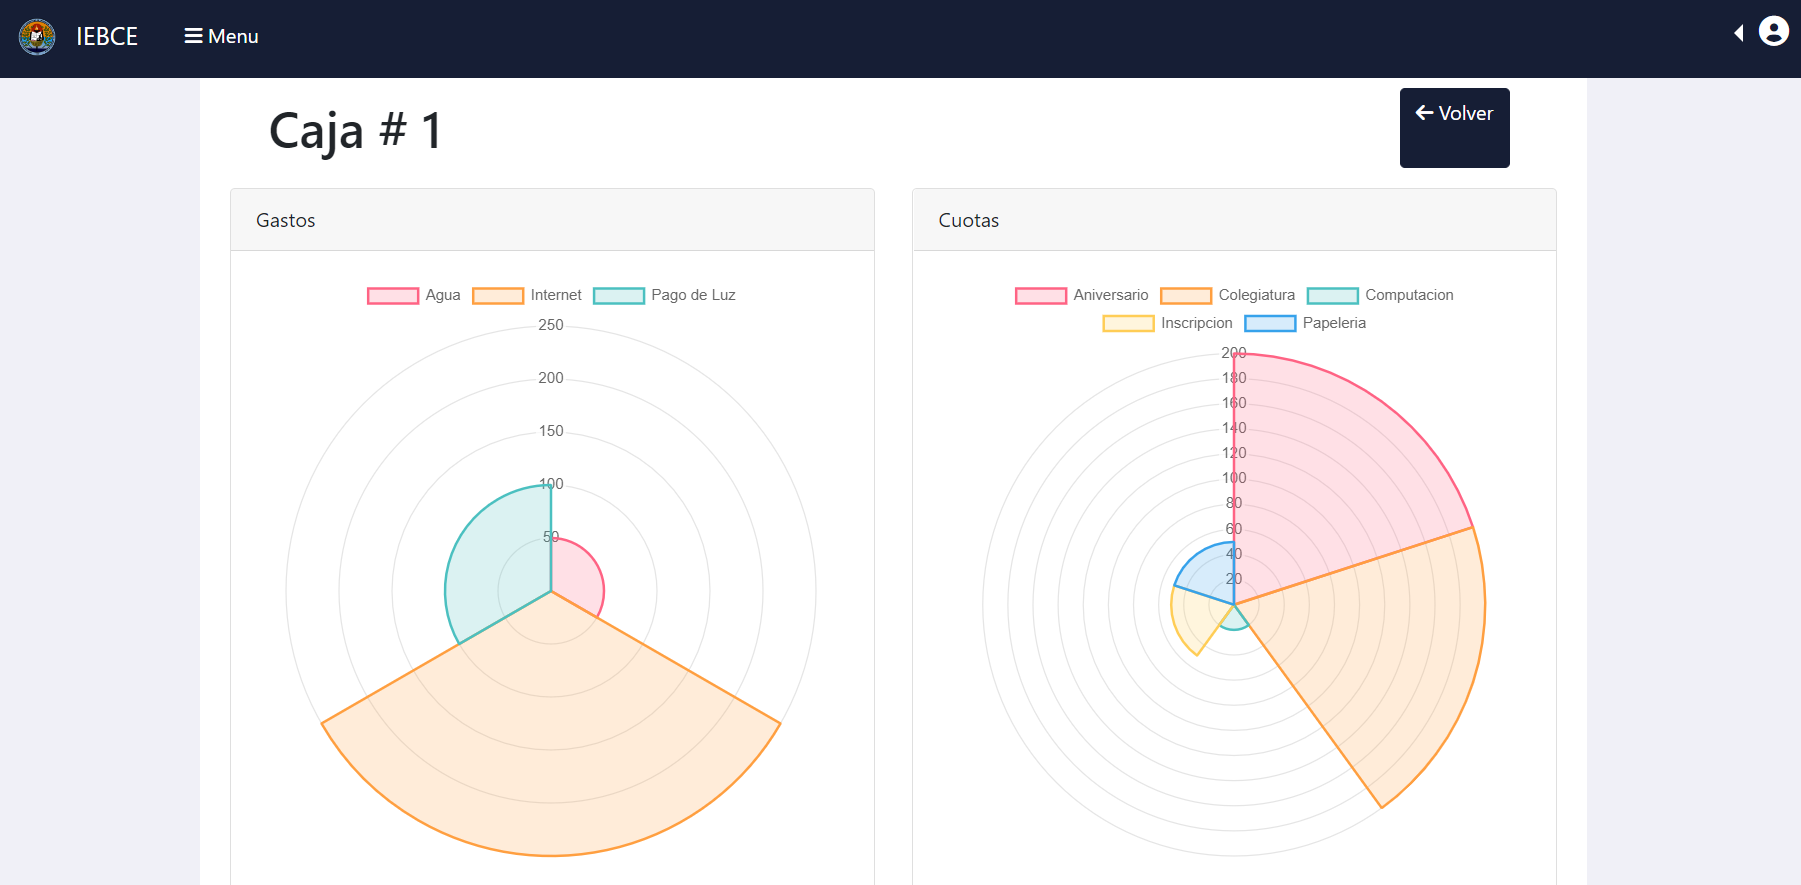 IEBCE Menu
Caja # 1
Volver
Gastos
Agua Internet Pago de Luz
250
200
150
100
50
Cuotas
Aniversario Colegiatura Computacion
Inscripcion Papeleria
200
180
160
140
120
100
80
60
40
20